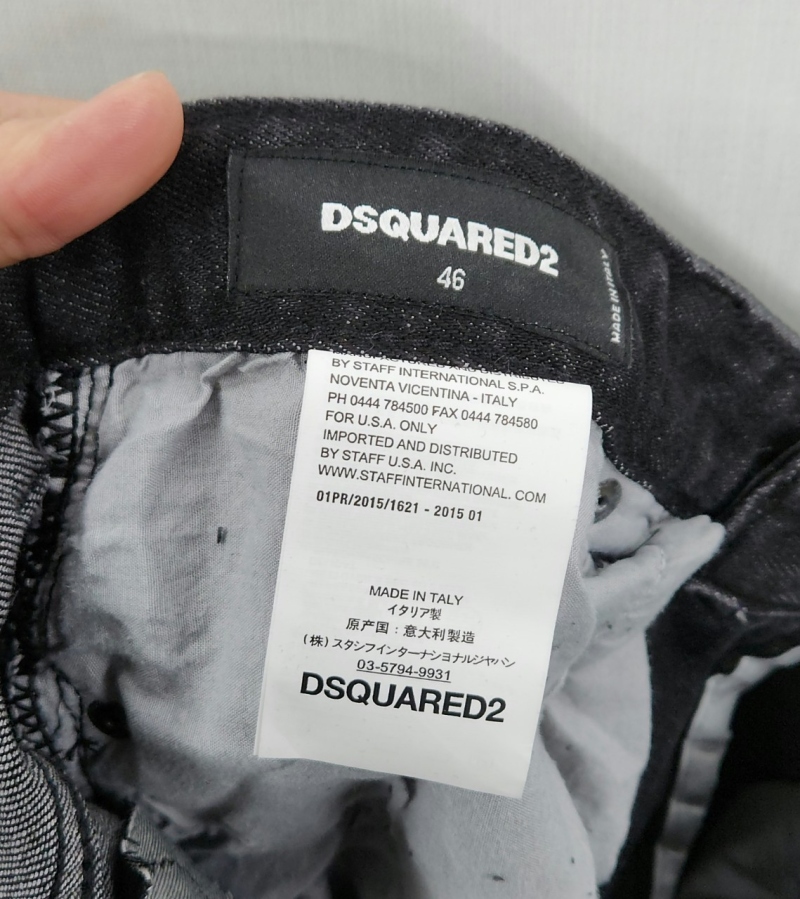 DSQUARED2
46
MADE IN ITALY
BY STAFF INTERNATIONAL S.P.A.
NOVENTA VICENTINA - ITALY
PH 0444 784500 FAX 0444 784580
FOR U.S.A. ONLY
IMPORTED AND DISTRIBUTED
BY STAFF U.S.A. INC.
WWW.STAFFINTERNATIONAL. COM
01PR/2015/1621 - 2015 01
MADE IN TALY
イタリア製
原产国：意大利製造
(株)スタシフインターナショナルジャパン
03-5794-9931
DSQUARED2